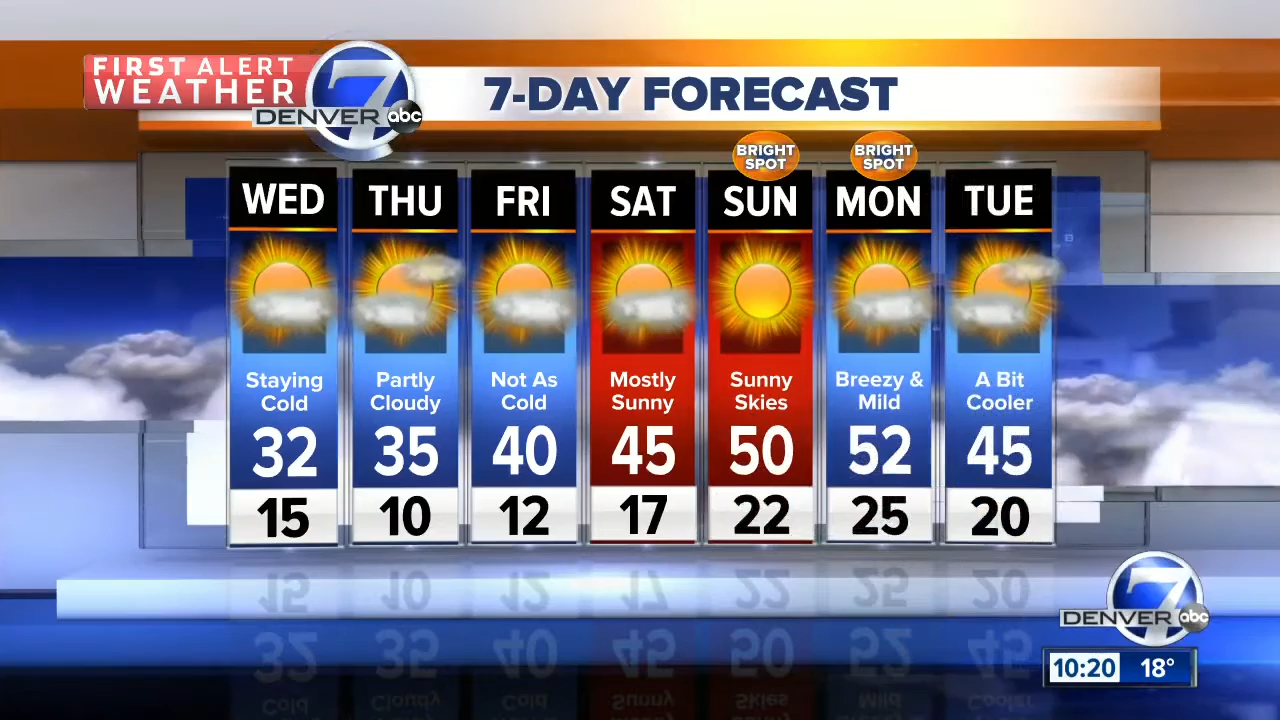 FIRST ALERT
WEATHER
7
DENVER abc
7-DAY FORECAST
BRIGHT
SPOT
BRIGHT
SPOT
WED THU FRI SAT SUN MON TUE
Staying Cold
Partly Cloudy
Not As Cold
Mostly Sunny
Sunny Skies
Breezy & Mild
A Bit Cooler
32 35 40 45 50 52 45
15 10 12 17 22 25 20
7
DENVER abc
10:20 18°